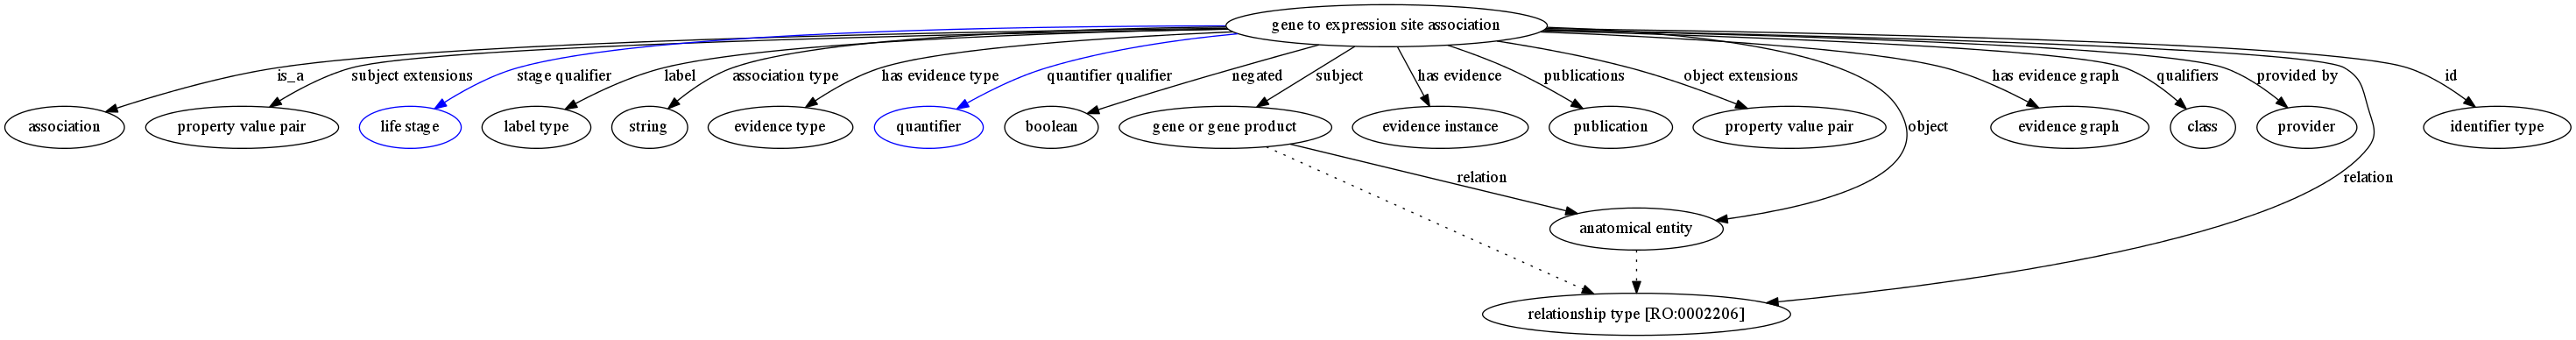 gene to expression site association
is_a
subject extensions
stage qualifier
label
association type
has evidence type
quantifier qualifier
negated
subject
has evidence
publications
object extensions
has evidence graph
qualifiers
provided by
id
association
property value pair
life stage
label type
string
evidence type
quantifier
boolean
gene or gene product
evidence instance
publication
property value pair
object
evidence graph
class
provider
identifier type
relation
relation
anatomical entity
relationship type [RO:0002206]